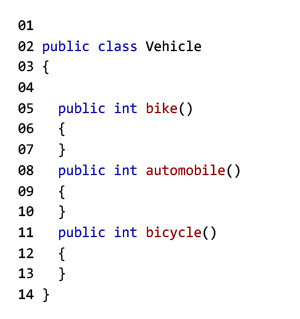 01
02 public class Vehicle
03 {
04
05   public int bike()
06   {
07   }
08   public int automobile()
09   {
10   }
11   public int bicycle()
12   {
13   }
14 }